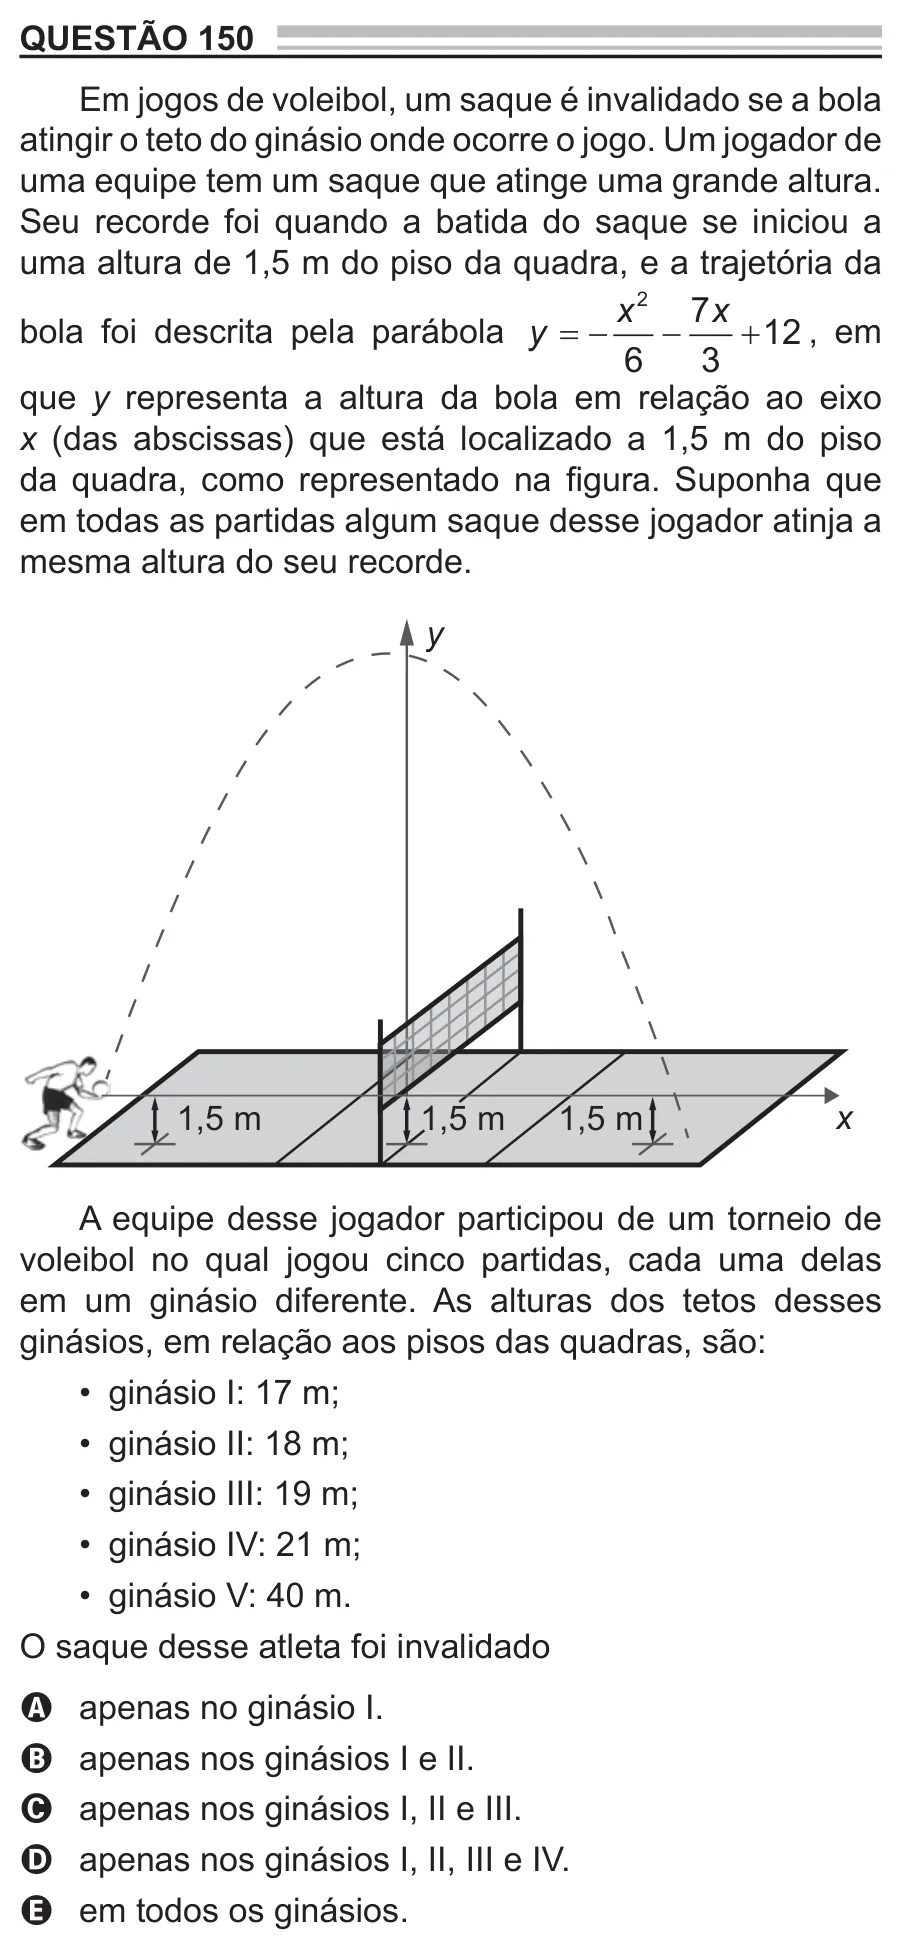 QUESTÃO 150
Em jogos de voleibol, um saque é invalidado se a bola
atingir o teto do ginásio onde ocorre o jogo. Um jogador de
uma equipe tem um saque que atinge uma grande altura.
Seu recorde foi quando a batida do saque se iniciou a
uma altura de 1,5 m do piso da quadra, e a trajetória da
bola foi descrita pela parábola y = −x²/6 − 7x/3 +12, em
que y representa a altura da bola em relação ao eixo
x (das abscissas) que está localizado a 1,5 m do piso
da quadra, como representado na figura. Suponha que
em todas as partidas algum saque desse jogador atinja a
mesma altura do seu recorde.
y
1,5 m 1,5 m 1,5 m
x
A equipe desse jogador participou de um torneio de
voleibol no qual jogou cinco partidas, cada uma delas
em um ginásio diferente. As alturas dos tetos desses
ginásios, em relação aos pisos das quadras, são:
• ginásio I: 17 m;
• ginásio II: 18 m;
• ginásio III: 19 m;
• ginásio IV: 21 m;
• ginásio V: 40 m.
O saque desse atleta foi invalidado
A apenas no ginásio I.
B apenas nos ginásios I e II.
C apenas nos ginásios I, II e III.
D apenas nos ginásios I, II, III e IV.
E em todos os ginásios.